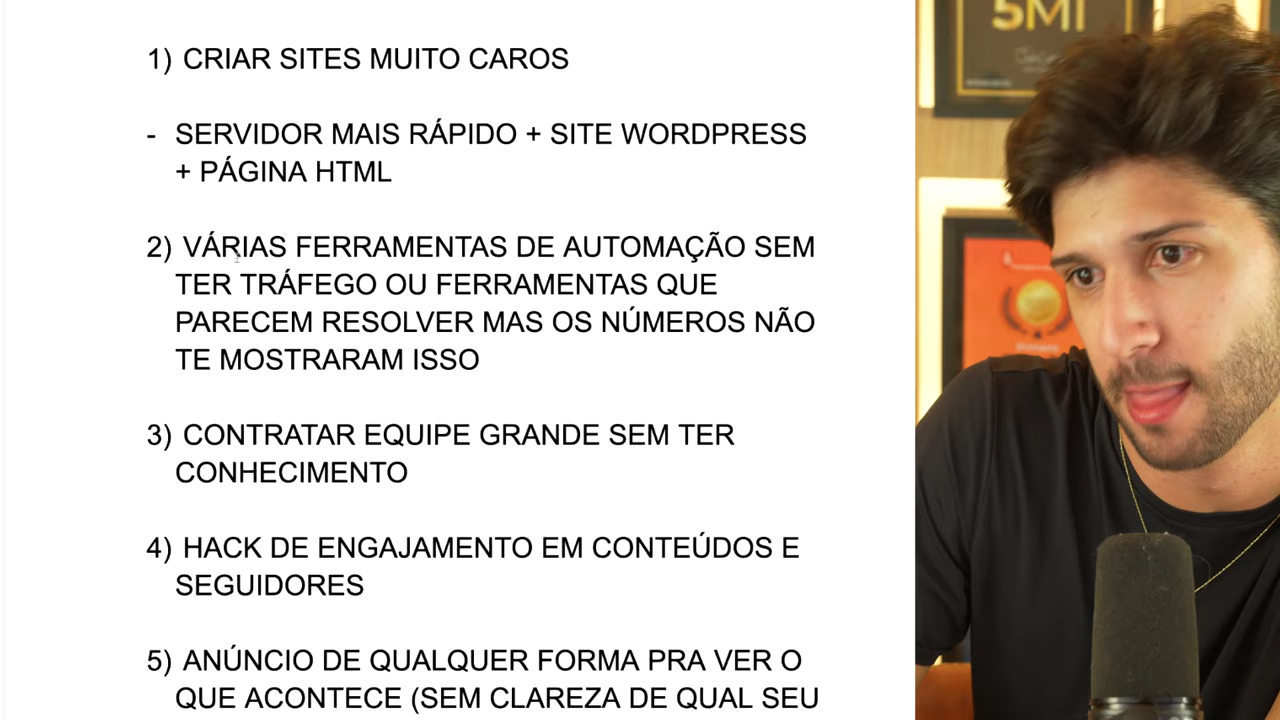 5MI
1) CRIAR SITES MUITO CAROS
- SERVIDOR MAIS RÁPIDO + SITE WORDPRESS
+ PÁGINA HTML
2) VÁRIAS FERRAMENTAS DE AUTOMAÇÃO SEM
TER TRÁFEGO OU FERRAMENTAS QUE
PARECEM RESOLVER MAS OS NÚMEROS NÃO
TE MOSTRARAM ISSO
3) CONTRATAR EQUIPE GRANDE SEM TER
CONHECIMENTO
4) HACK DE ENGAJAMENTO EM CONTEÚDOS E
SEGUIDORES
5) ANÚNCIO DE QUALQUER FORMA PRA VER O
QUE ACONTECE (SEM CLAREZA DE QUAL SEU